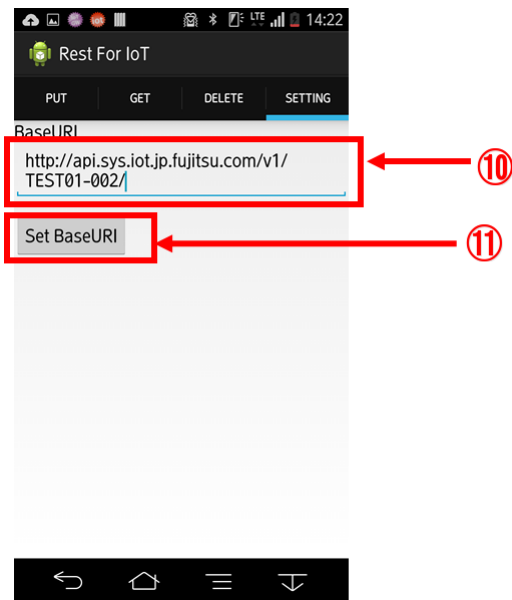 LTE 14:22
Rest For IoT
PUT GET DELETE SETTING
BaseURI
http://api.sys.iot.jp.fujitsu.com/v1/
TEST01-002/
⑩
Set BaseURI
⑪